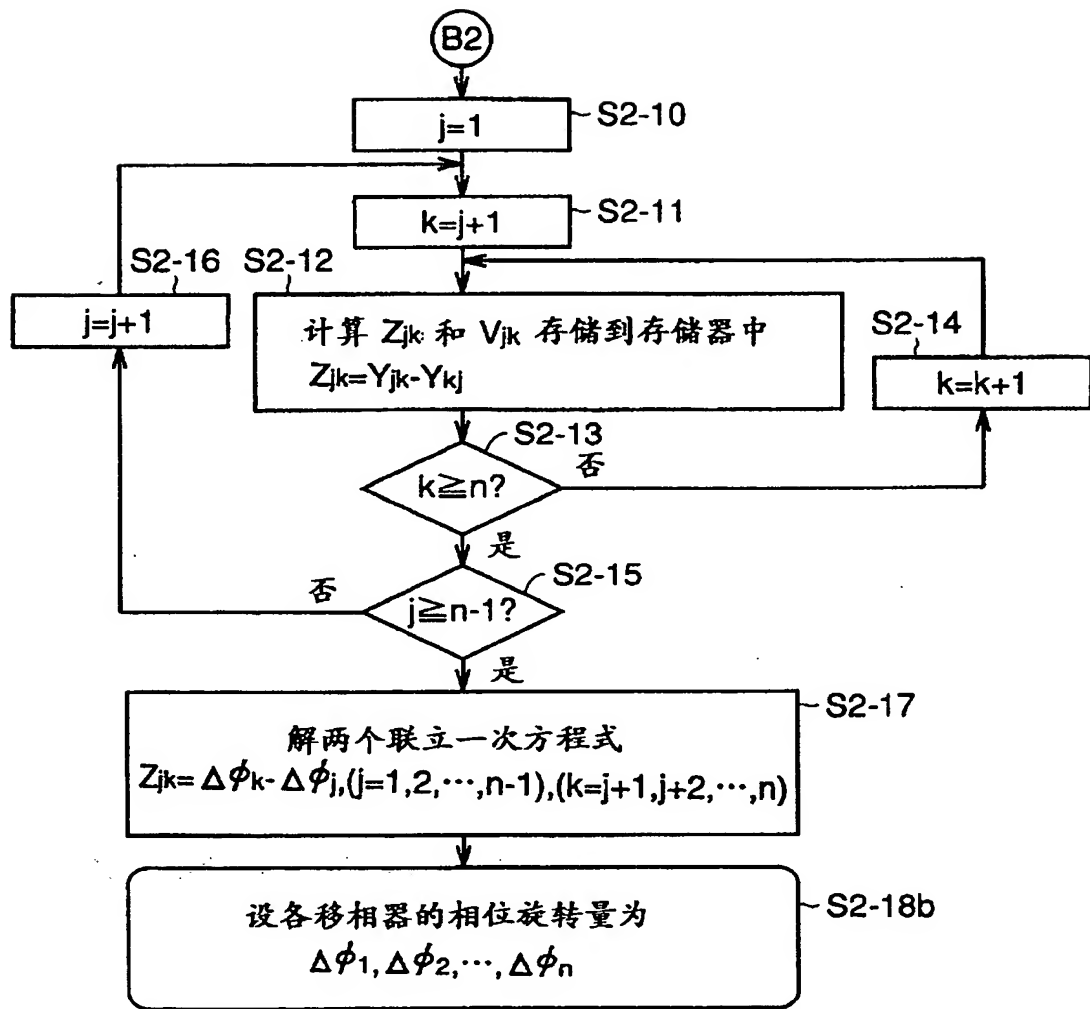 B2
j=1
S2-10
k=j+1
S2-11
S2-16
j=j+1
S2-12
计算 Zjk 和 Vjk 存储到存储器中
Zjk=Yjk-Ykj
S2-14
k=k+1
S2-13
k≧n?
否
是
S2-15
j≧n-1?
否
是
S2-17
解两个联立一次方程式
Zjk=Δϕk-Δϕj,(j=1,2,···,n-1),(k=j+1,j+2,···,n)
设各移相器的相位旋转量为
Δϕ1,Δϕ2,···,Δϕn
S2-18b